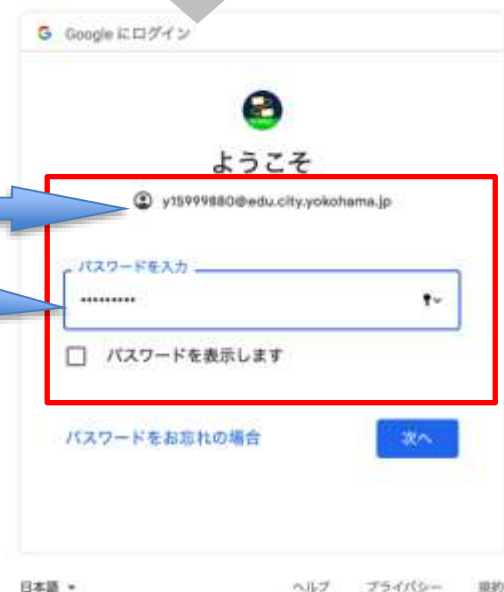 Google にログイン
ようこそ
y15999880@edu.city.yokohama.jp
パスワードを入力
•••••••••
パスワードを表示します
パスワードをお忘れの場合
次へ
日本語
ヘルプ プライバシー 規約